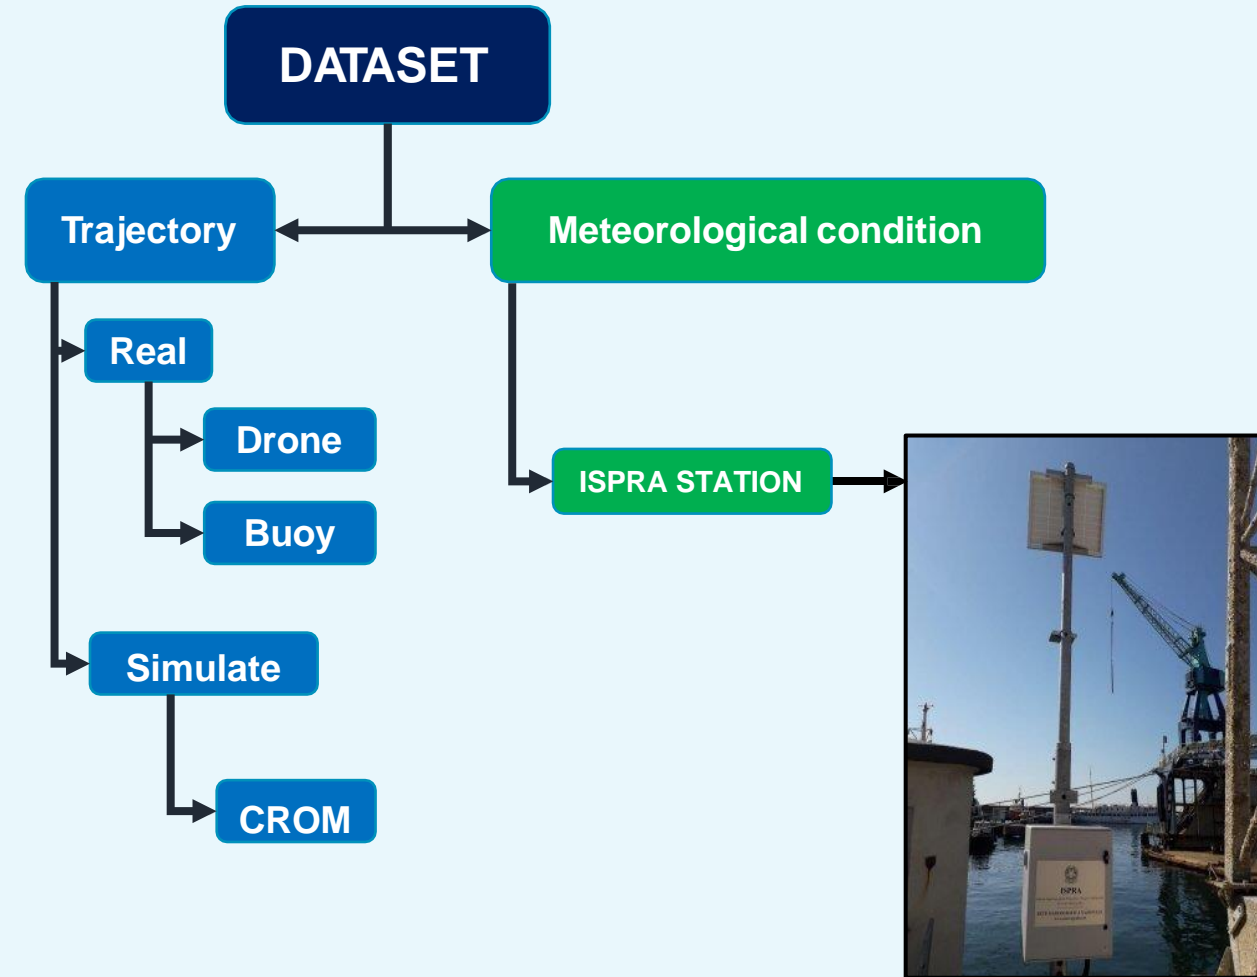 DATASET
Trajectory
Meteorological condition
Real
Drone
ISPRA STATION
Buoy
Simulate
CROM
ISPRA